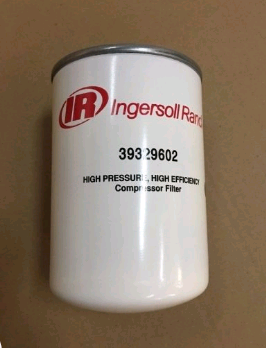 IR Ingersoll Rand
39329602
HIGH PRESSURE, HIGH EFFICIENCY
Compressor Filter